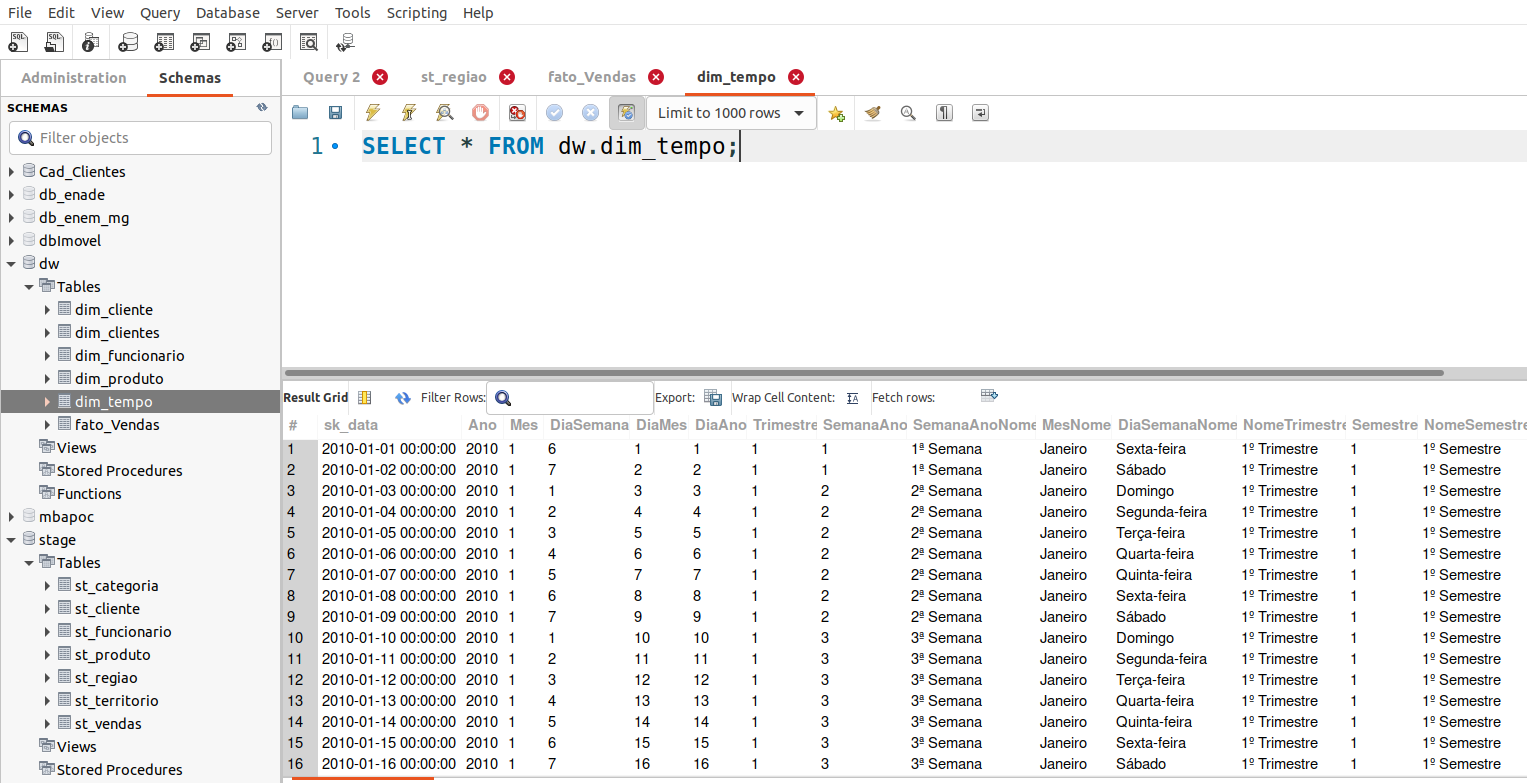 File Edit View Query Database Server Tools Scripting Help
Administration Schemas
SCHEMAS
Filter objects
Cad_Clientes
db_enade
db_enem_mg
dbImovel
dw
Tables
dim_cliente
dim_clientes
dim_funcionario
dim_produto
dim_tempo
fato_Vendas
Views
Stored Procedures
Functions
mbapoc
stage
Tables
st_categoria
st_cliente
st_funcionario
st_produto
st_regiao
st_territorio
st_vendas
Views
Stored Procedures
Query 2 st_regiao fato_Vendas dim_tempo
Limit to 1000 rows
1 SELECT * FROM dw.dim_tempo;
Result Grid Filter Rows: Export: Wrap Cell Content: Fetch rows:
# sk_data Ano Mes DiaSemana DiaMes DiaAno Trimestre SemanaAno SemanaAnoNome MesNome DiaSemanaNome NomeTrimestre Semestre NomeSemestre
1 2010-01-01 00:00:00 2010 1 6 1 1 1 1 1ª Semana Janeiro Sexta-feira 1º Trimestre 1 1º Semestre
2 2010-01-02 00:00:00 2010 1 7 2 2 1 1 1ª Semana Janeiro Sábado 1º Trimestre 1 1º Semestre
3 2010-01-03 00:00:00 2010 1 1 3 3 1 2 2ª Semana Janeiro Domingo 1º Trimestre 1 1º Semestre
4 2010-01-04 00:00:00 2010 1 2 4 4 1 2 2ª Semana Janeiro Segunda-feira 1º Trimestre 1 1º Semestre
5 2010-01-05 00:00:00 2010 1 3 5 5 1 2 2ª Semana Janeiro Terça-feira 1º Trimestre 1 1º Semestre
6 2010-01-06 00:00:00 2010 1 4 6 6 1 2 2ª Semana Janeiro Quarta-feira 1º Trimestre 1 1º Semestre
7 2010-01-07 00:00:00 2010 1 5 7 7 1 2 2ª Semana Janeiro Quinta-feira 1º Trimestre 1 1º Semestre
8 2010-01-08 00:00:00 2010 1 6 8 8 1 2 2ª Semana Janeiro Sexta-feira 1º Trimestre 1 1º Semestre
9 2010-01-09 00:00:00 2010 1 7 9 9 1 2 2ª Semana Janeiro Sábado 1º Trimestre 1 1º Semestre
10 2010-01-10 00:00:00 2010 1 1 10 10 1 3 3ª Semana Janeiro Domingo 1º Trimestre 1 1º Semestre
11 2010-01-11 00:00:00 2010 1 2 11 11 1 3 3ª Semana Janeiro Segunda-feira 1º Trimestre 1 1º Semestre
12 2010-01-12 00:00:00 2010 1 3 12 12 1 3 3ª Semana Janeiro Terça-feira 1º Trimestre 1 1º Semestre
13 2010-01-13 00:00:00 2010 1 4 13 13 1 3 3ª Semana Janeiro Quarta-feira 1º Trimestre 1 1º Semestre
14 2010-01-14 00:00:00 2010 1 5 14 14 1 3 3ª Semana Janeiro Quinta-feira 1º Trimestre 1 1º Semestre
15 2010-01-15 00:00:00 2010 1 6 15 15 1 3 3ª Semana Janeiro Sexta-feira 1º Trimestre 1 1º Semestre
16 2010-01-16 00:00:00 2010 1 7 16 16 1 3 3ª Semana Janeiro Sábado 1º Trimestre 1 1º Semestre